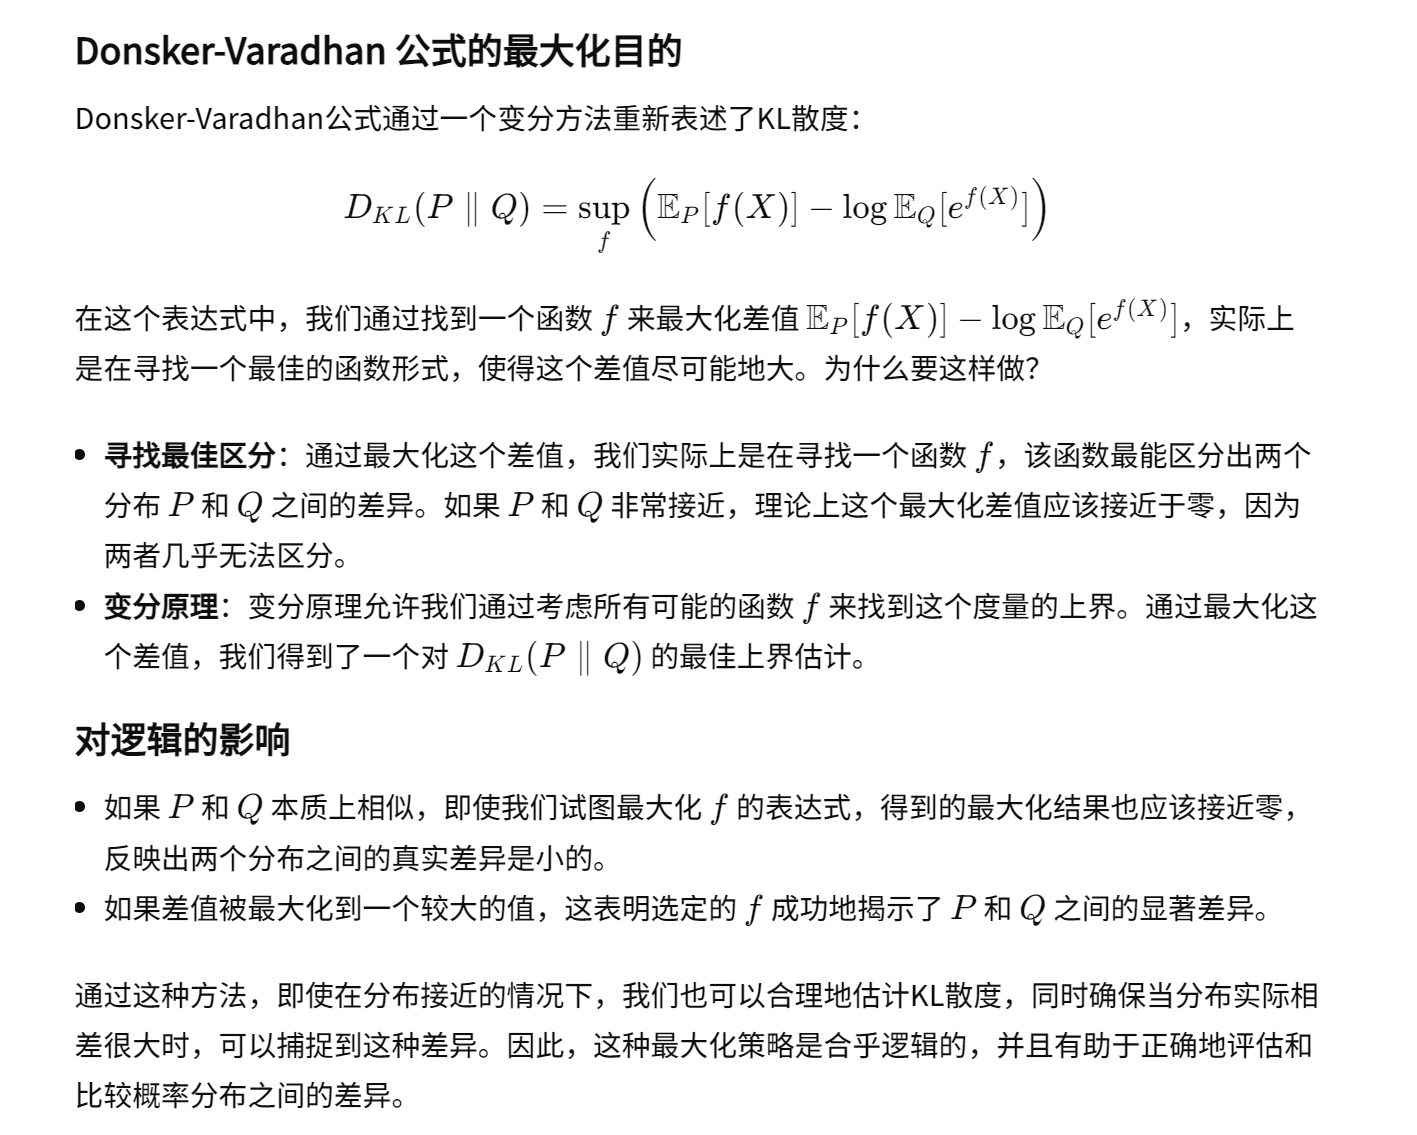 Donsker-Varadhan 公式的最大化目的
Donsker-Varadhan公式通过一个变分方法重新表述了KL散度：
$D_{KL}(P \parallel Q) = \sup_{f} \left( \mathbb{E}_P[f(X)] - \log \mathbb{E}_Q[e^{f(X)}] \right)$
在这个表达式中，我们通过找到一个函数 $f$ 来最大化差值 $\mathbb{E}_P[f(X)] - \log \mathbb{E}_Q[e^{f(X)}]$，实际上
是在寻找一个最佳的函数形式，使得这个差值尽可能地大。为什么要这样做？
• 寻找最佳区分：通过最大化这个差值，我们实际上是在寻找一个函数 $f$，该函数最能区分出两个
分布 $P$ 和 $Q$ 之间的差异。如果 $P$ 和 $Q$ 非常接近，理论上这个最大化差值应该接近于零，因为
两者几乎无法区分。
• 变分原理：变分原理允许我们通过考虑所有可能的函数 $f$ 来找到这个度量的上界。通过最大化这
个差值，我们得到了一个对 $D_{KL}(P \parallel Q)$ 的最佳上界估计。
对逻辑的影响
• 如果 $P$ 和 $Q$ 本质上相似，即使我们试图最大化 $f$ 的表达式，得到的最大化结果也应该接近零，
反映出两个分布之间的真实差异是小的。
• 如果差值被最大化到一个较大的值，这表明选定的 $f$ 成功地揭示了 $P$ 和 $Q$ 之间的显著差异。
通过这种方法，即使在分布接近的情况下，我们也可以合理地估计KL散度，同时确保当分布实际相
差很大时，可以捕捉到这种差异。因此，这种最大化策略是合乎逻辑的，并且有助于正确地评估和
比较概率分布之间的差异。